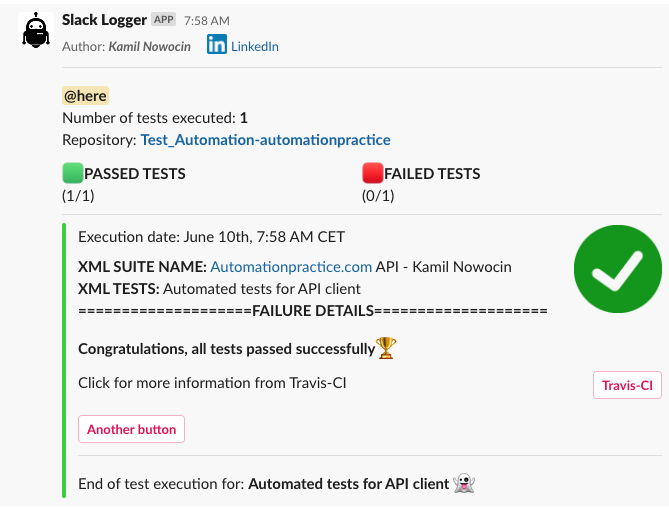 Slack Logger APP 7:58 AM
Author: Kamil Nowocin in LinkedIn
@here
Number of tests executed: 1
Repository: Test_Automation-automationpractice
PASSED TESTS
(1/1)
FAILED TESTS
(0/1)
Execution date: June 10th, 7:58 AM CET
XML SUITE NAME: Automationpractice.com API - Kamil Nowocin
XML TESTS: Automated tests for API client
====================FAILURE DETAILS====================
Congratulations, all tests passed successfully🏆
Click for more information from Travis-CI
Travis-CI
Another button
End of test execution for: Automated tests for API client 👻